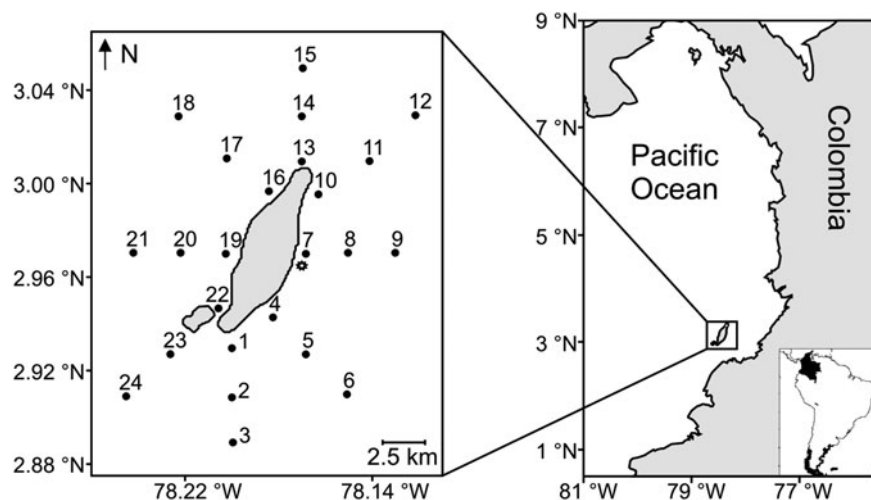 N
15
3.04 °N
18
14
12
17
13
11
3.00 °N
16
10
21
20
19
7
8
9
2.96 °N
22
4
23
1
5
2.92 °N
24
2
6
3
2.5 km
2.88 °N
78.22 °W
78.14 °W
9 °N
7 °N
Pacific
Ocean
Colombia
5 °N
3 °N
1 °N
81 °W
79 °W
77 °W